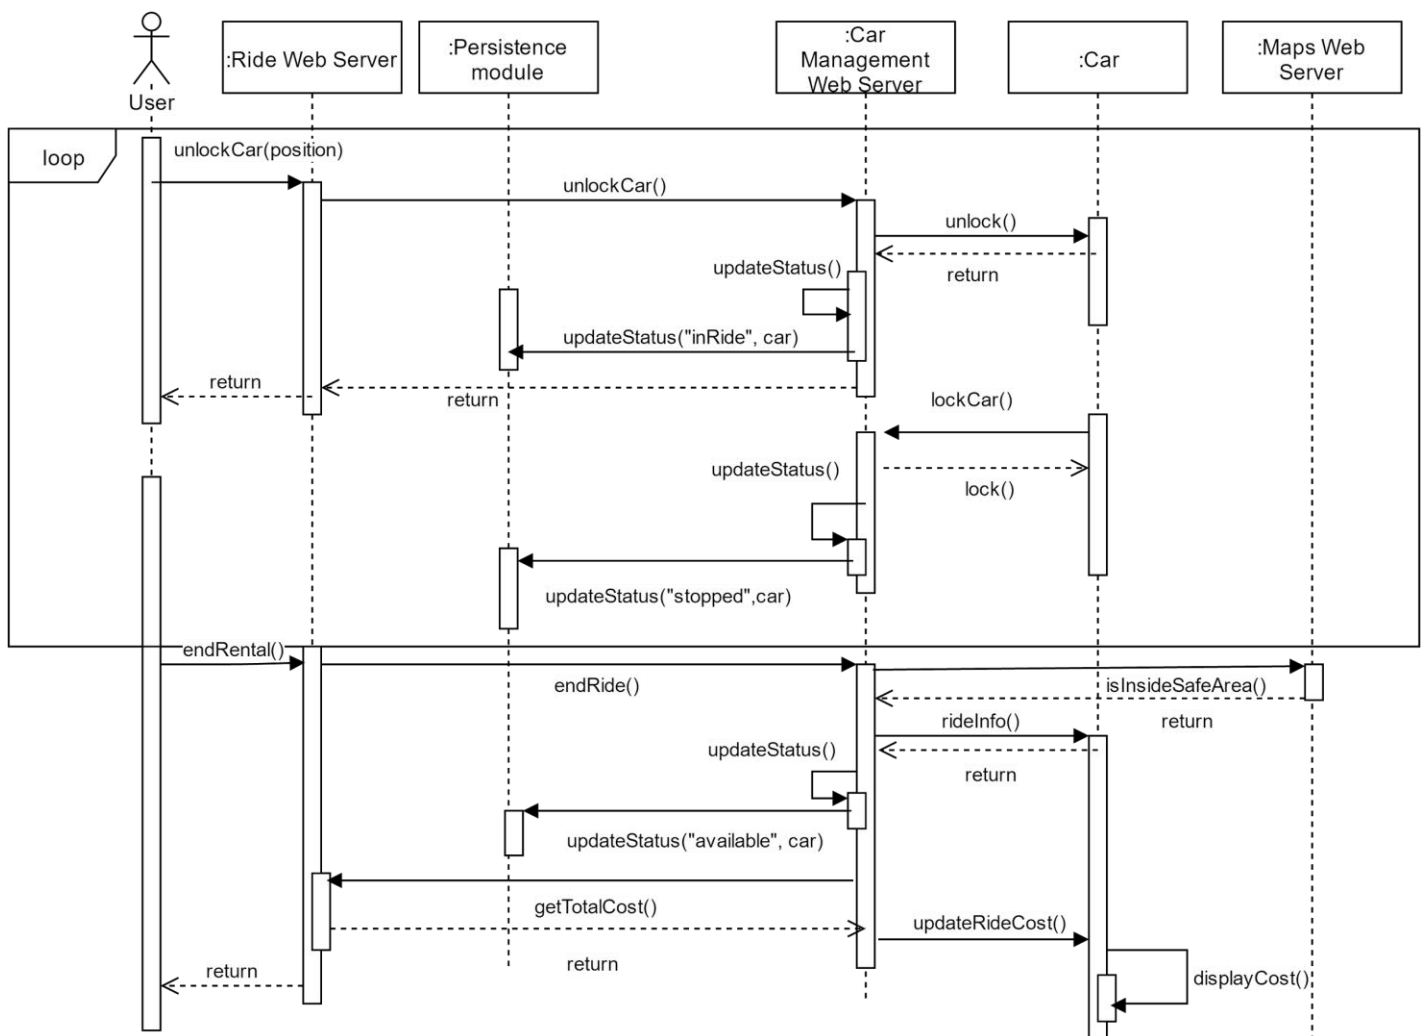 User
:Ride Web Server
:Persistence
module
:Car
Management
Web Server
:Car
:Maps Web
Server
loop
unlockCar(position)
unlockCar()
unlock()
return
updateStatus()
updateStatus("inRide", car)
return
return
lockCar()
updateStatus()
lock()
updateStatus("stopped",car)
endRental()
endRide()
isInsideSafeArea()
return
rideInfo()
return
updateStatus()
updateStatus("available", car)
getTotalCost()
updateRideCost()
return
return
displayCost()